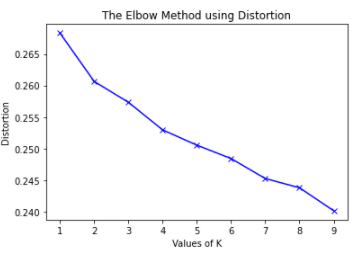 The Elbow Method using Distortion
0.265
0.260
0.255
0.250
0.245
0.240
Distortion
1 2 3 4 5 6 7 8 9
Values of K